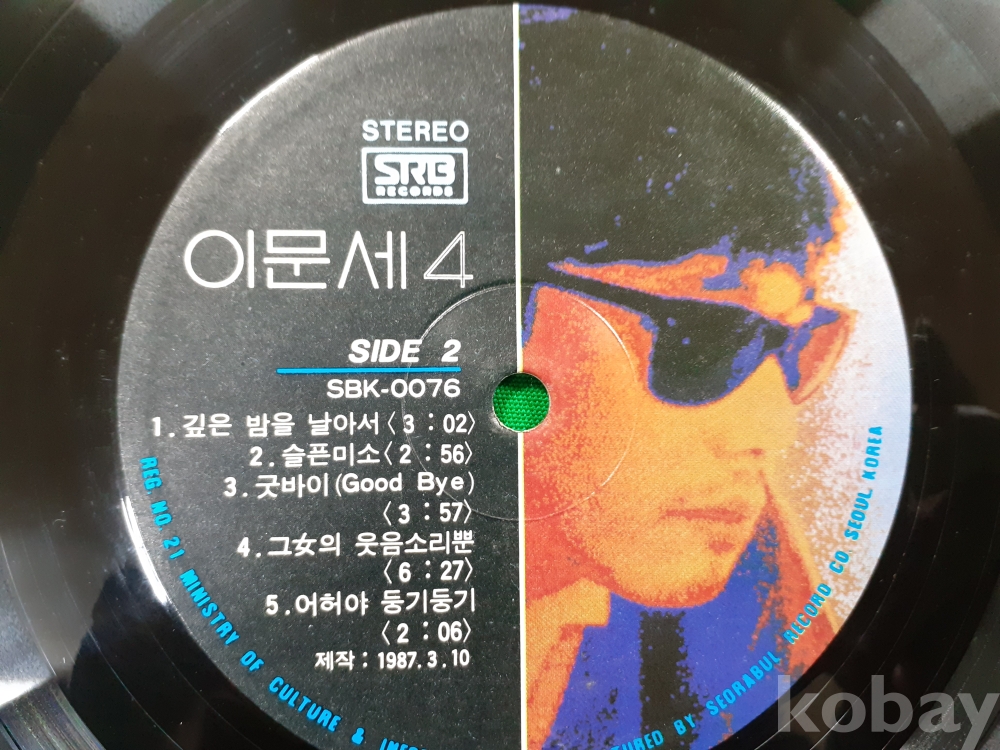 STEREO
SRB
RECORDS
이문세 4
SIDE 2
SBK-0076
1. 깊은 밤을 날아서〈 3 : 02〉
2. 슬픈미소〈 2 : 56〉
3. 굿바이(Good Bye)
〈 3 : 57〉
4. 그女의 웃음소리뿐
〈 6 : 27〉
5. 어허야 둥기둥기
〈 2 : 06〉
제작 : 1987. 3. 10
REG. NO. 21 MINISTRY OF CULTURE &
BY SEORABUL RECORD CO SEOUL KOREA
kobay